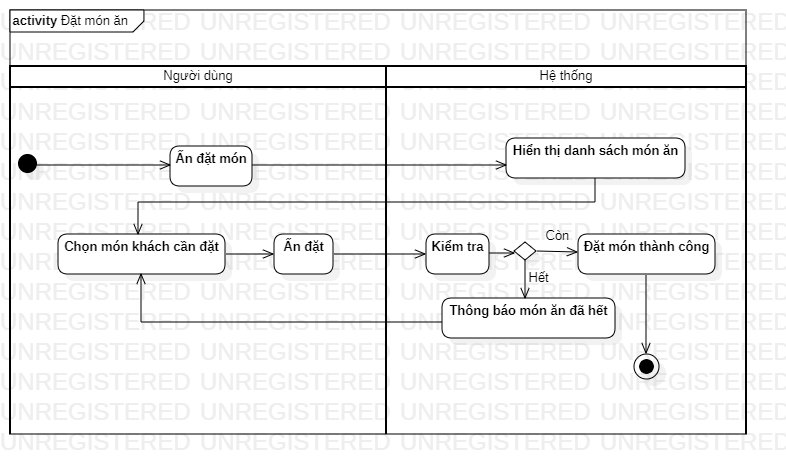 activity Đặt món ăn
Người dùng
Hệ thống
Ấn đặt món
Hiển thị danh sách món ăn
Chọn món khách cần đặt
Ấn đặt
Kiểm tra
Còn
Đặt món thành công
Hết
Thông báo món ăn đã hết
UNREGISTERED UNREGISTERED UNREGISTERED UNREGISTERED